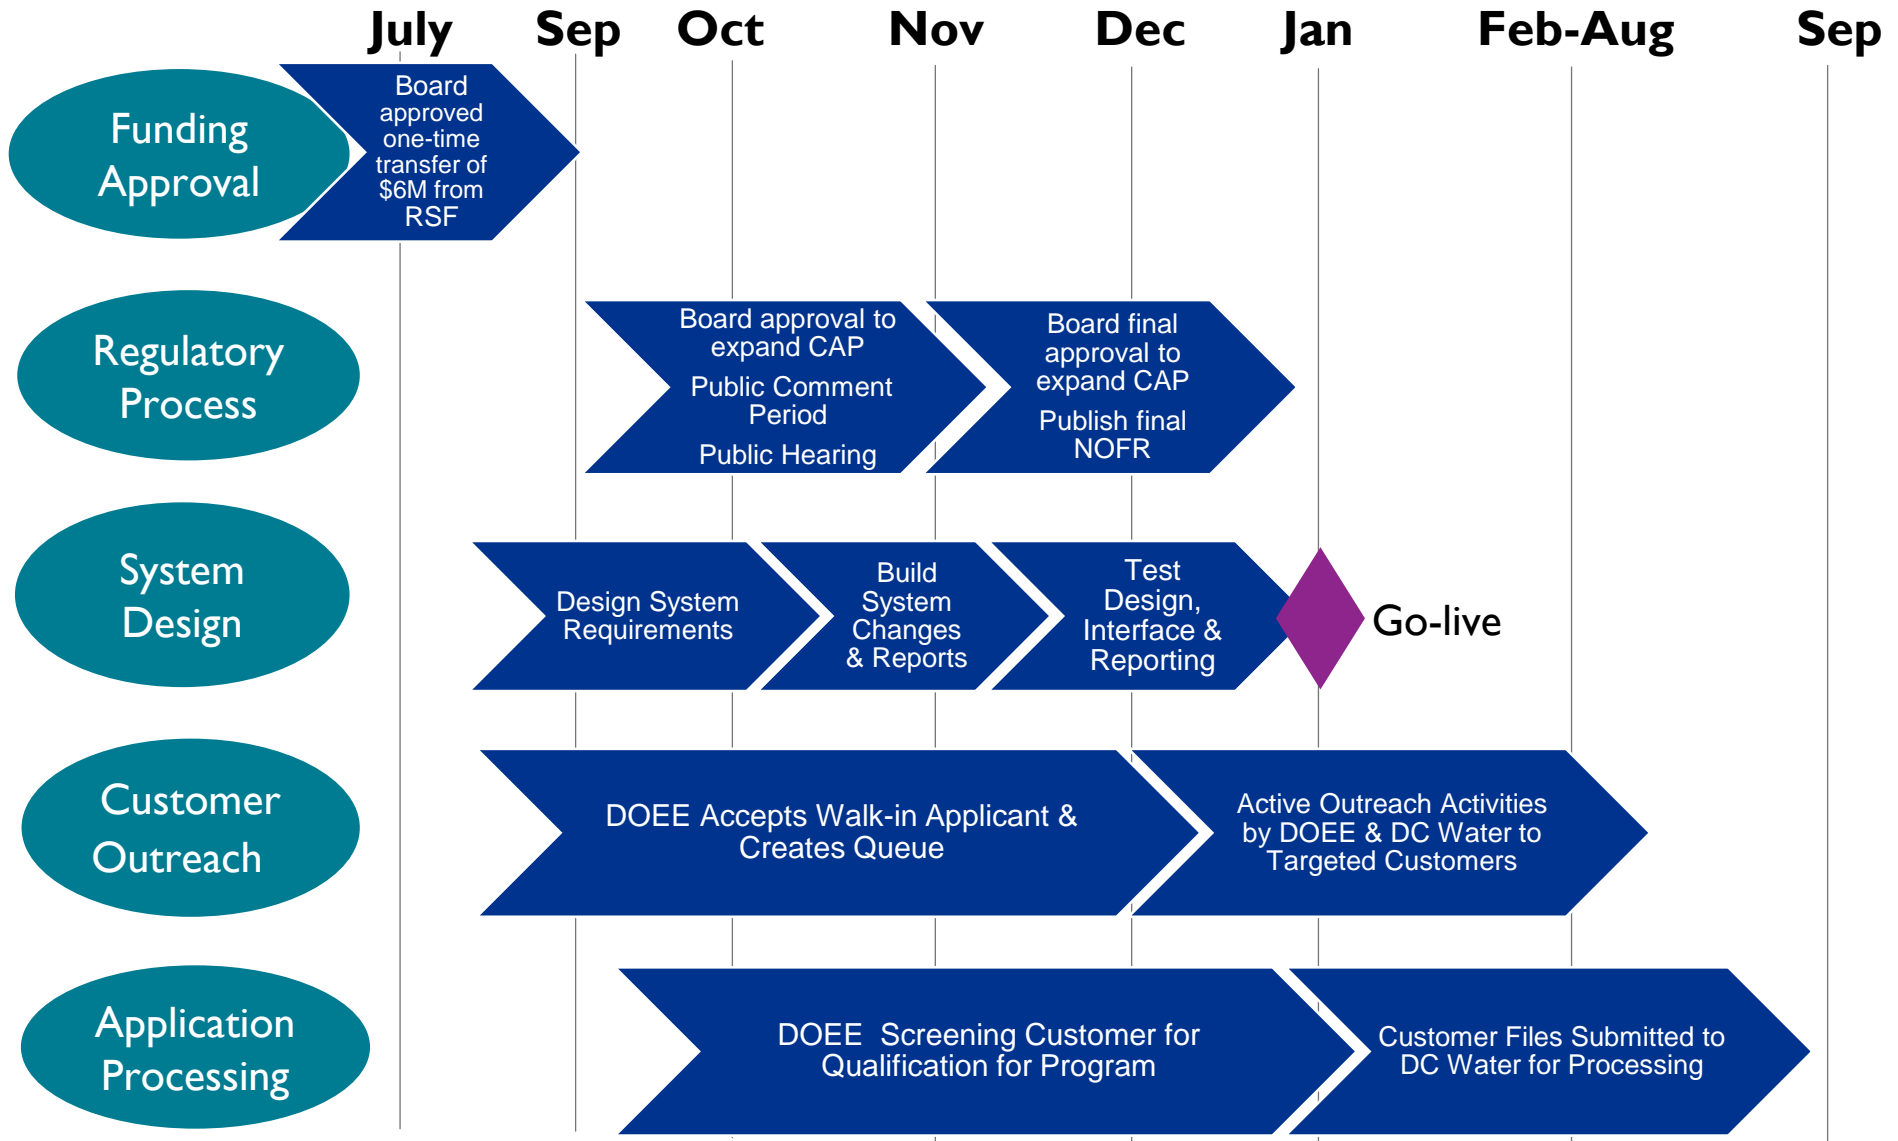 July Sep Oct Nov Dec Jan Feb-Aug Sep
Funding
Approval
Board
approved
one-time
transfer of
$6M from
RSF
Regulatory
Process
Board approval to
expand CAP
Public Comment
Period
Public Hearing
Board final
approval to
expand CAP
Publish final
NOFR
System
Design
Design System
Requirements
Build
System
Changes
& Reports
Test
Design,
Interface &
Reporting
Go-live
Customer
Outreach
DOEE Accepts Walk-in Applicant &
Creates Queue
Active Outreach Activities
by DOEE & DC Water to
Targeted Customers
Application
Processing
DOEE Screening Customer for
Qualification for Program
Customer Files Submitted to
DC Water for Processing